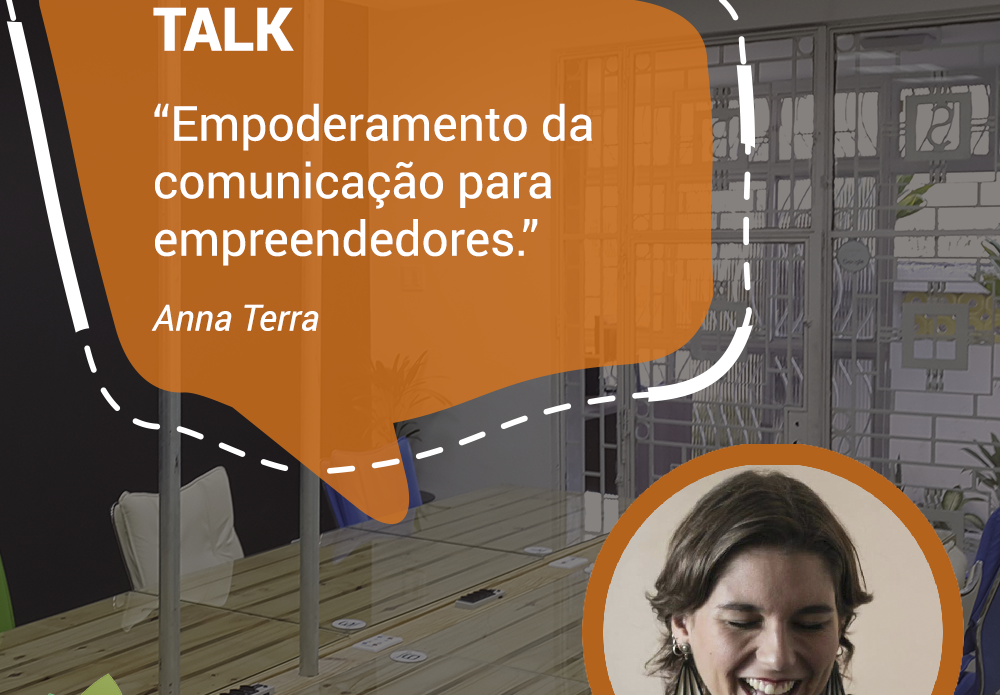 TALK
“Empoderamento da
comunicação para
empreendedores.”
Anna Terra